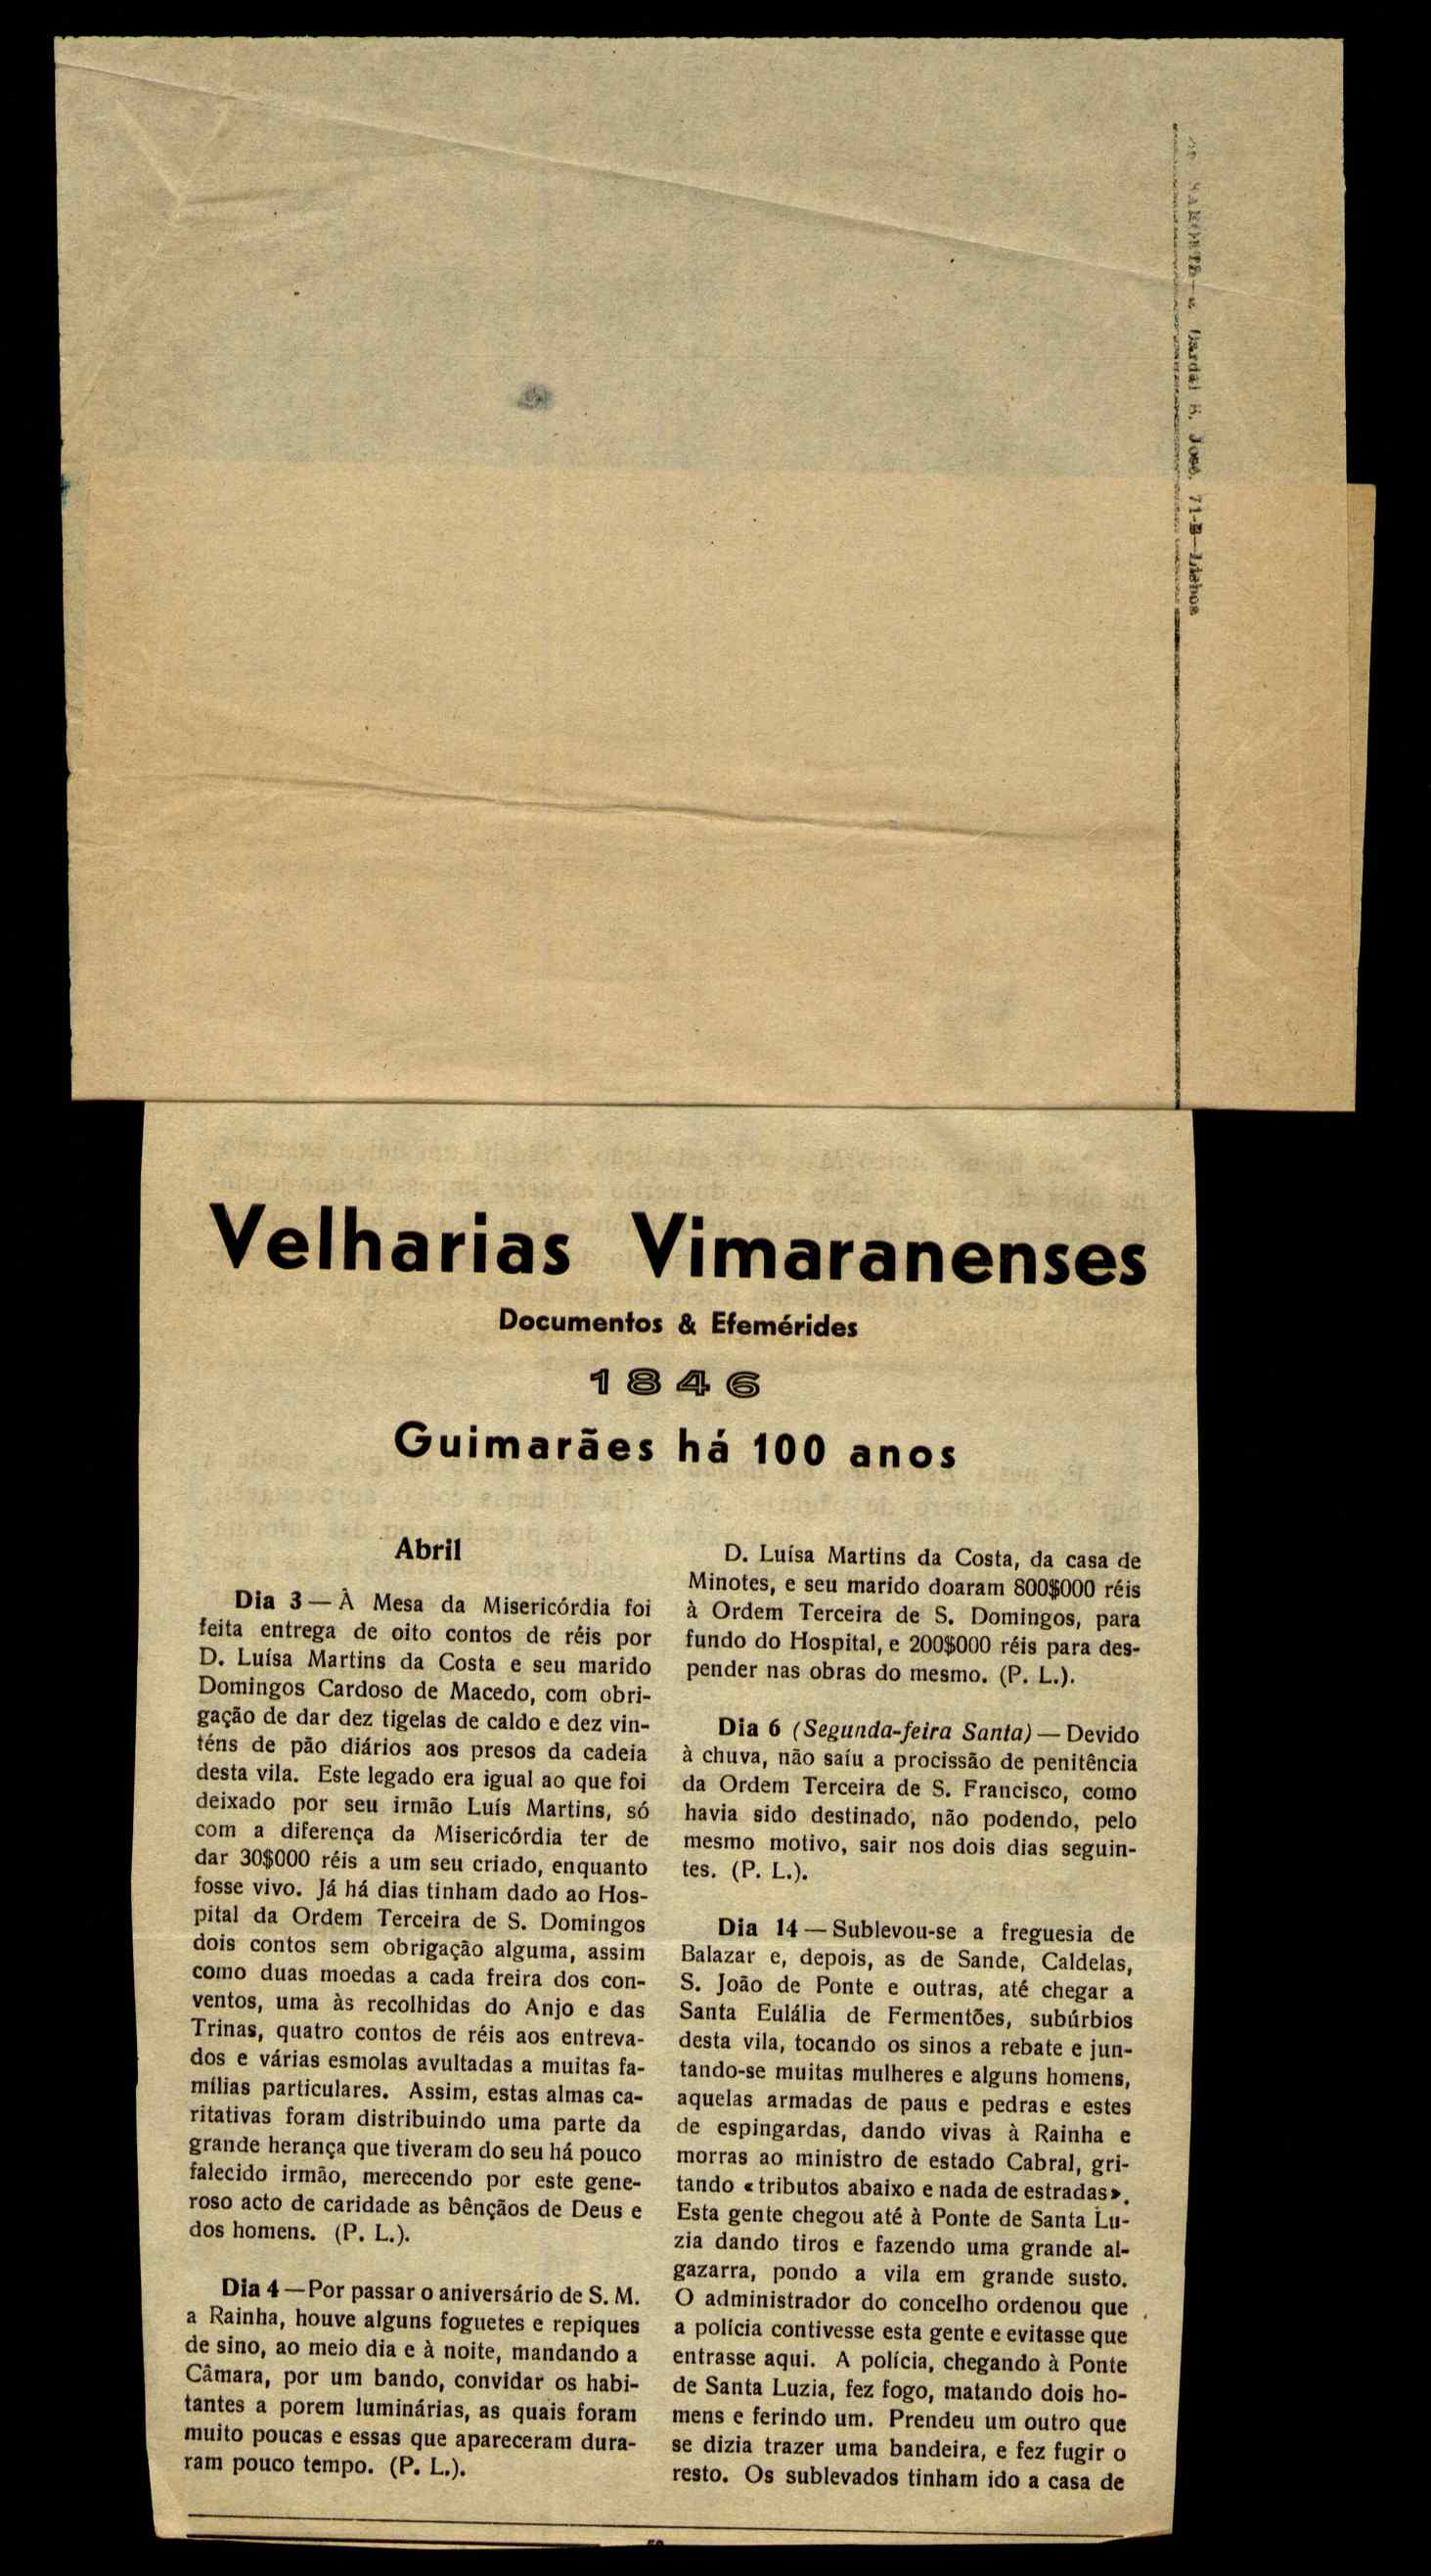 Bardal S. José, 71-B—Lisboa
Velharias Vimaranenses
Documentos & Efemérides
1846
Guimarães há 100 anos
Abril
Dia 3 — À Mesa da Misericórdia foi
feita entrega de oito contos de réis por
D. Luísa Martins da Costa e seu marido
Domingos Cardoso de Macedo, com obri-
gação de dar dez tigelas de caldo e dez vin-
téns de pão diários aos presos da cadeia
desta vila. Este legado era igual ao que foi
deixado por seu irmão Luís Martins, só
com a diferença da Misericórdia ter de
dar 30$000 réis a um seu criado, enquanto
fosse vivo. Já há dias tinham dado ao Hos-
pital da Ordem Terceira de S. Domingos
dois contos sem obrigação alguma, assim
como duas moedas a cada freira dos con-
ventos, uma às recolhidas do Anjo e das
Trinas, quatro contos de réis aos entreva-
dos e várias esmolas avultadas a muitas fa-
mílias particulares. Assim, estas almas ca-
ritativas foram distribuindo uma parte da
grande herança que tiveram do seu há pouco
falecido irmão, merecendo por este gene-
roso acto de caridade as bênçãos de Deus e
dos homens. (P. L.).
Dia 4 — Por passar o aniversário de S. M.
a Rainha, houve alguns foguetes e repiques
de sino, ao meio dia e à noite, mandando a
Câmara, por um bando, convidar os habi-
tantes a porem luminárias, as quais foram
muito poucas e essas que apareceram dura-
ram pouco tempo. (P. L.).
D. Luísa Martins da Costa, da casa de
Minotes, e seu marido doaram 800$000 réis
à Ordem Terceira de S. Domingos, para
fundo do Hospital, e 200$000 réis para des-
pender nas obras do mesmo. (P. L.).
Dia 6 (Segunda-feira Santa) — Devido
à chuva, não saíu a procissão de penitência
da Ordem Terceira de S. Francisco, como
havia sido destinado, não podendo, pelo
mesmo motivo, sair nos dois dias seguin-
tes. (P. L.).
Dia 14 — Sublevou-se a freguesia de
Balazar e, depois, as de Sande, Caldelas,
S. João de Ponte e outras, até chegar a
Santa Eulália de Fermentões, subúrbios
desta vila, tocando os sinos a rebate e jun-
tando-se muitas mulheres e alguns homens,
aquelas armadas de paus e pedras e estes
de espingardas, dando vivas à Rainha e
morras ao ministro de estado Cabral, gri-
tando «tributos abaixo e nada de estradas».
Esta gente chegou até à Ponte de Santa Lu-
zia dando tiros e fazendo uma grande al-
gazarra, pondo a vila em grande susto.
O administrador do concelho ordenou que
a polícia contivesse esta gente e evitasse que
entrasse aqui. A polícia, chegando à Ponte
de Santa Luzia, fez fogo, matando dois ho-
mens e ferindo um. Prendeu um outro que
se dizia trazer uma bandeira, e fez fugir o
resto. Os sublevados tinham ido a casa de